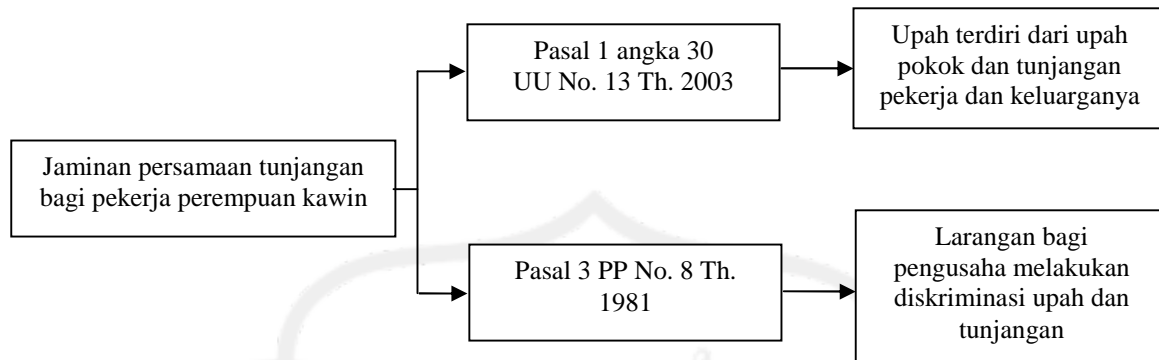 Jaminan persamaan tunjangan
bagi pekerja perempuan kawin
Pasal 1 angka 30
UU No. 13 Th. 2003
Upah terdiri dari upah
pokok dan tunjangan
pekerja dan keluarganya
Pasal 3 PP No. 8 Th.
1981
Larangan bagi
pengusaha melakukan
diskriminasi upah dan
tunjangan